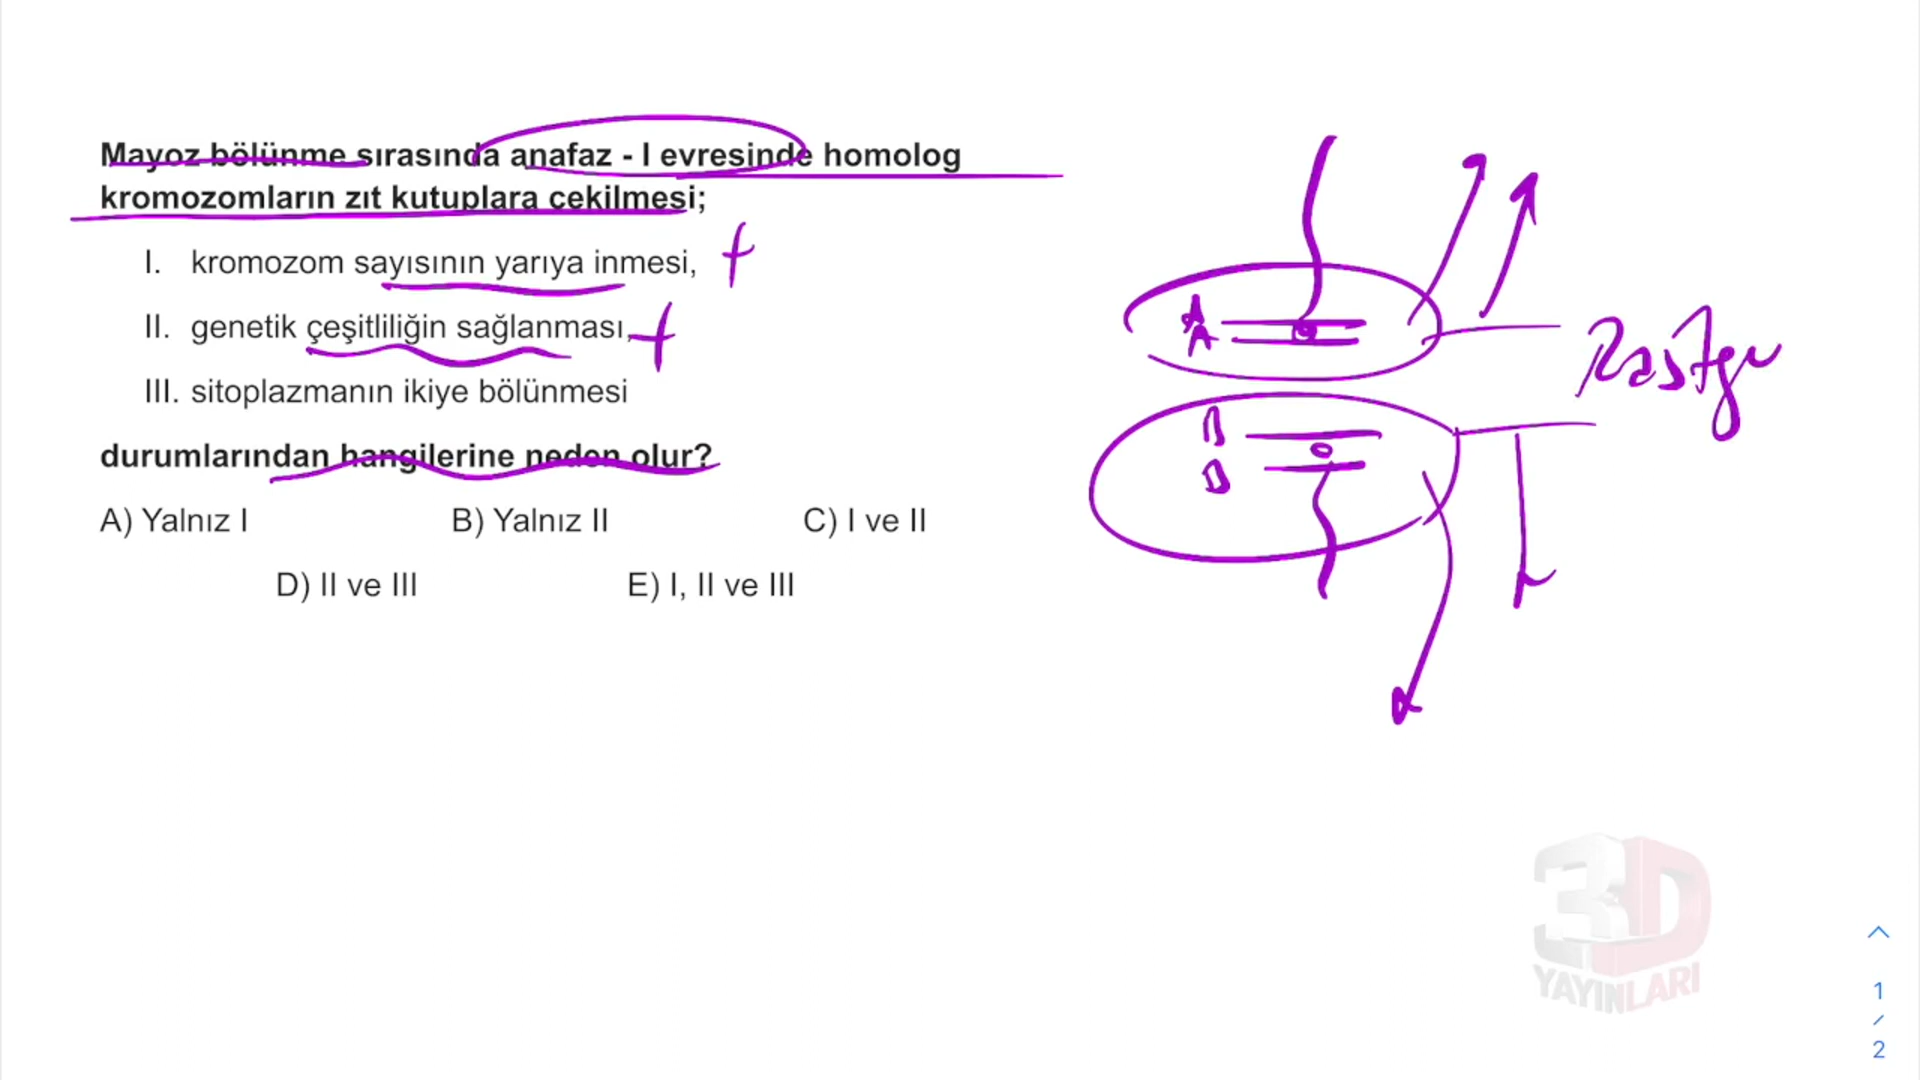 Mayoz bölünme sırasında anafaz - I evresinde homolog
kromozomların zıt kutuplara çekilmesi;
I. kromozom sayısının yarıya inmesi, +
II. genetik çeşitliliğin sağlanması, +
III. sitoplazmanın ikiye bölünmesi
durumlarından hangilerine neden olur?
A) Yalnız I B) Yalnız II C) I ve II
D) II ve III E) I, II ve III
A
A
Rastge
B
B
3D
YAYINLARI
1
/
2